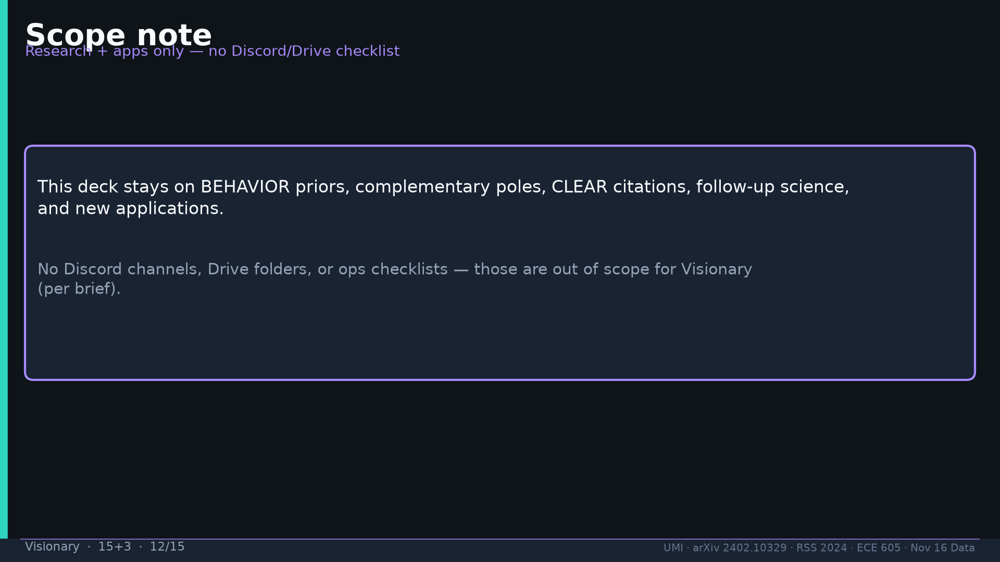 Scope note
Research + apps only — no Discord/Drive checklist
This deck stays on BEHAVIOR priors, complementary poles, CLEAR citations, follow-up science,
and new applications.
No Discord channels, Drive folders, or ops checklists — those are out of scope for Visionary
(per brief).
Visionary · 15+3 · 12/15
UMI · arXiv 2402.10329 · RSS 2024 · ECE 605 · Nov 16 Data